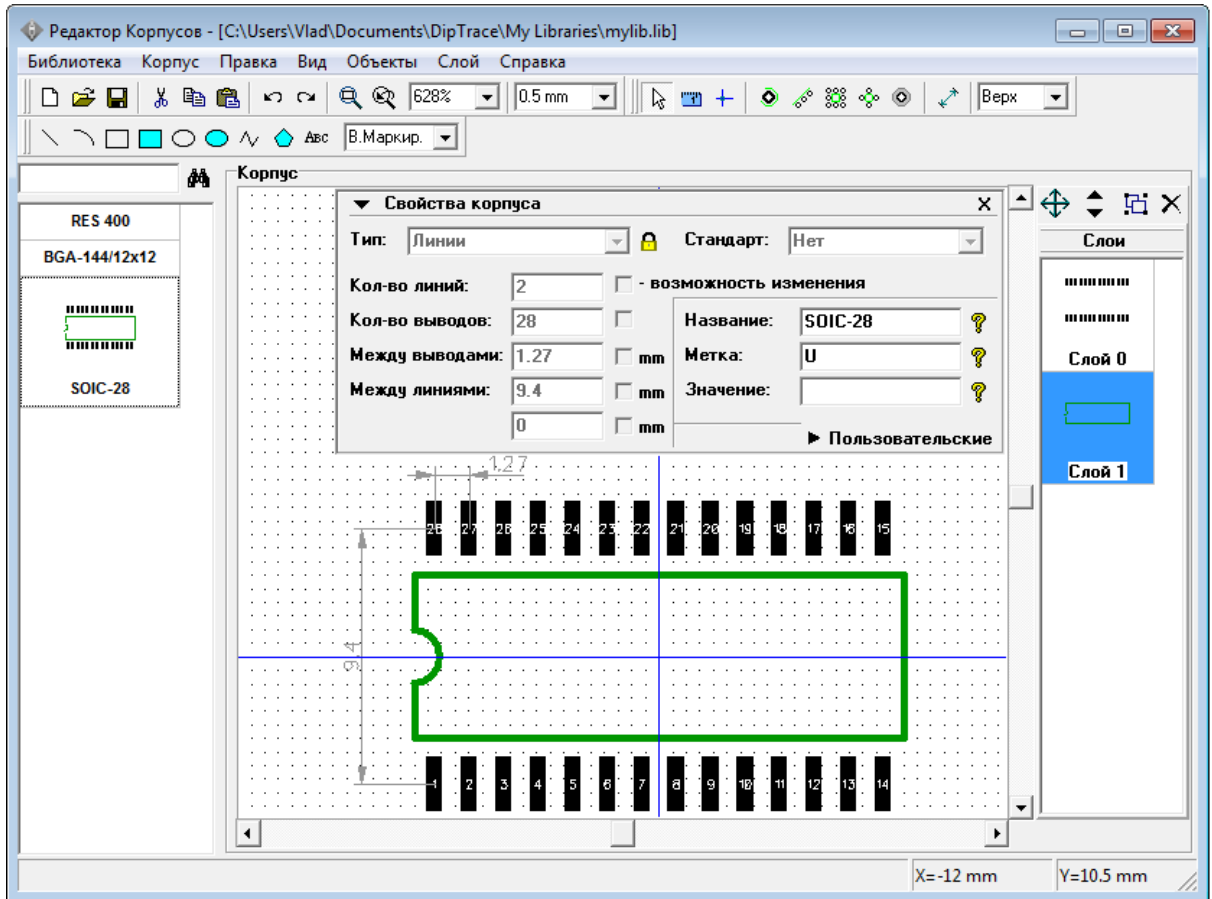 Редактор Корпусов - [C:\Users\Vlad\Documents\DipTrace\My Libraries\mylib.lib]
Библиотека Корпус Правка Вид Объекты Слой Справка
628% 0.5 mm Верх
Abc В.Маркир.
Корпус
RES 400
BGA-144/12x12
SOIC-28
Свойства корпуса X
Тип: Линии Стандарт: Нет
Кол-во линий: 2 - возможность изменения
Кол-во выводов: 28 Название: SOIC-28
Между выводами: 1.27 mm Метка: U
Между линиями: 9.4 mm Значение:
0 mm
Пользовательские
Слои
Слой 0
Слой 1
1.27
28 27 26 25 24 23 22 21 20 19 18 17 16 15
9.4
1 2 3 4 5 6 7 8 9 10 11 12 13 14
X=-12 mm Y=10.5 mm